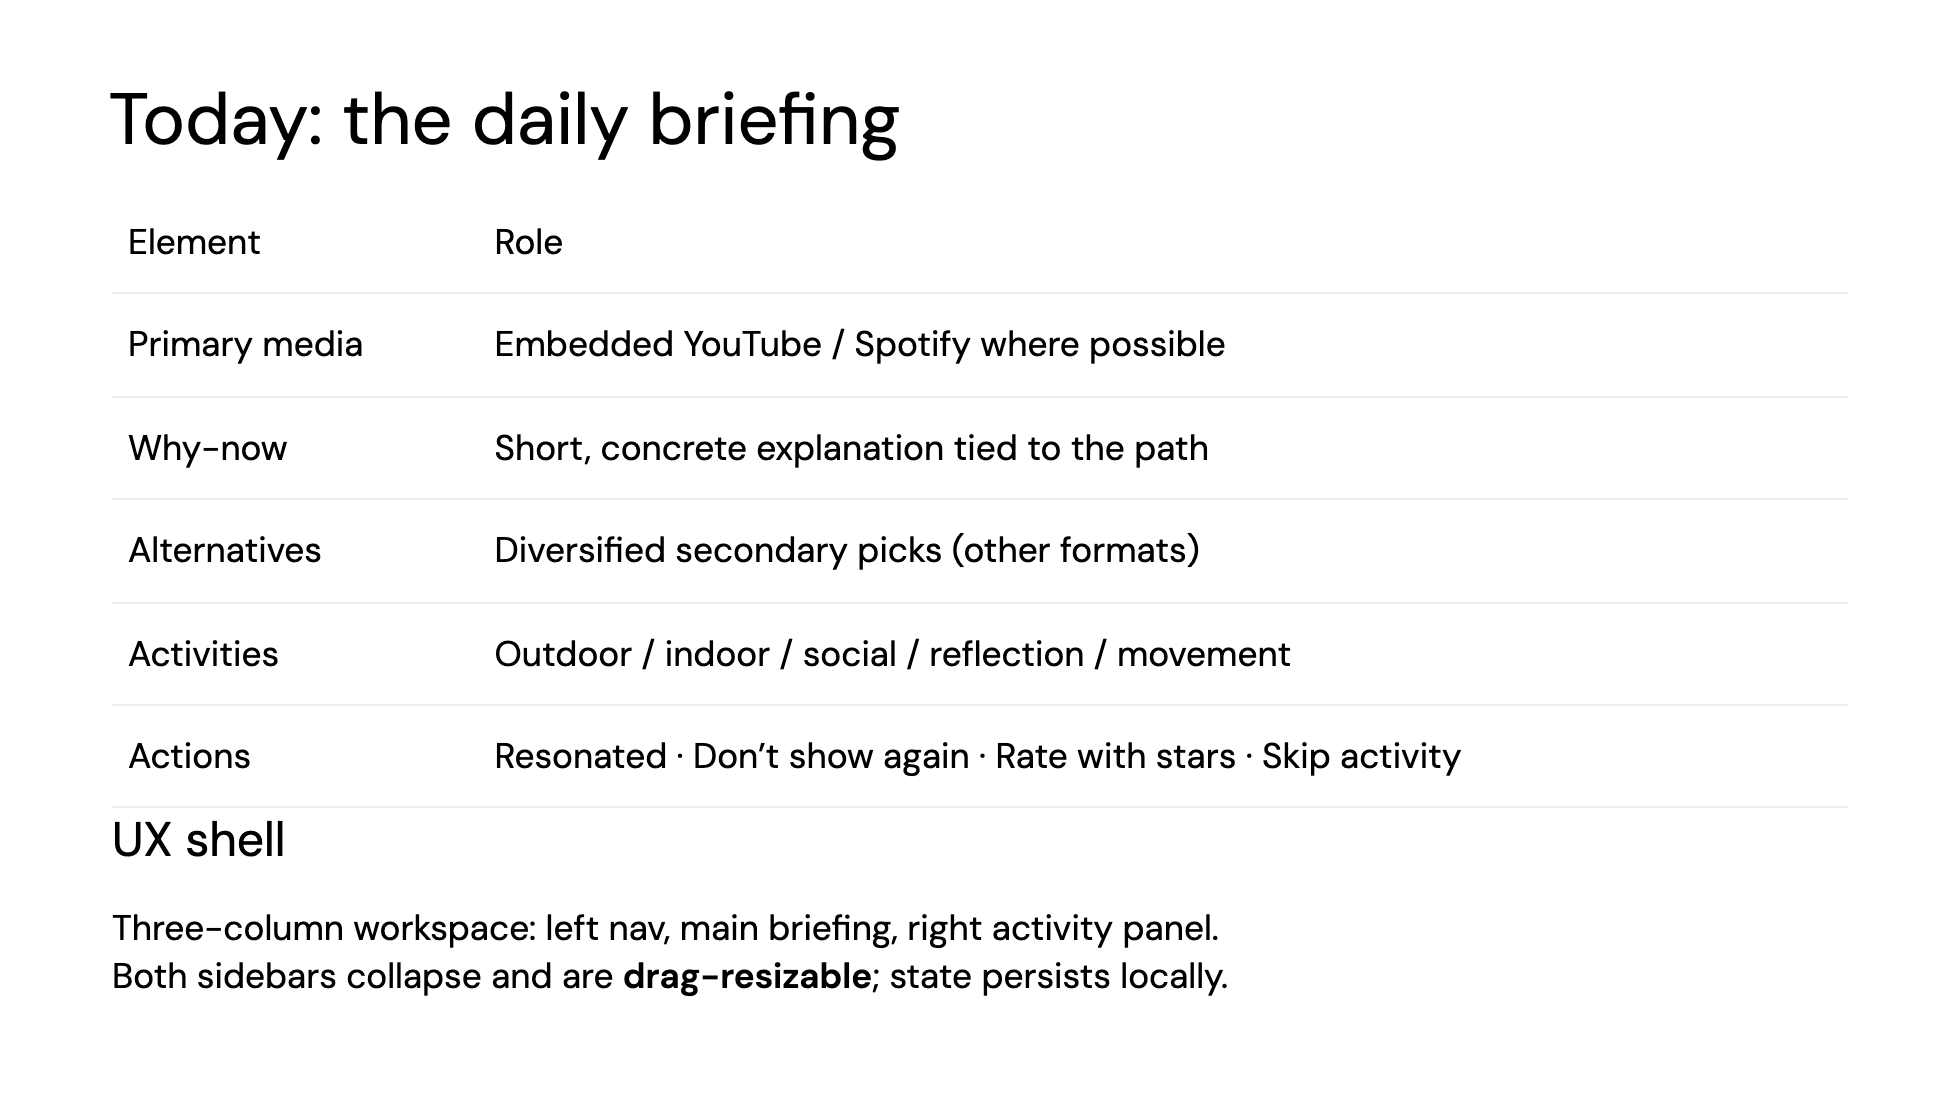 Today: the daily briefing
Element Role
Primary media Embedded YouTube / Spotify where possible
Why-now Short, concrete explanation tied to the path
Alternatives Diversified secondary picks (other formats)
Activities Outdoor / indoor / social / reflection / movement
Actions Resonated · Don’t show again · Rate with stars · Skip activity
UX shell
Three-column workspace: left nav, main briefing, right activity panel.
Both sidebars collapse and are drag-resizable; state persists locally.